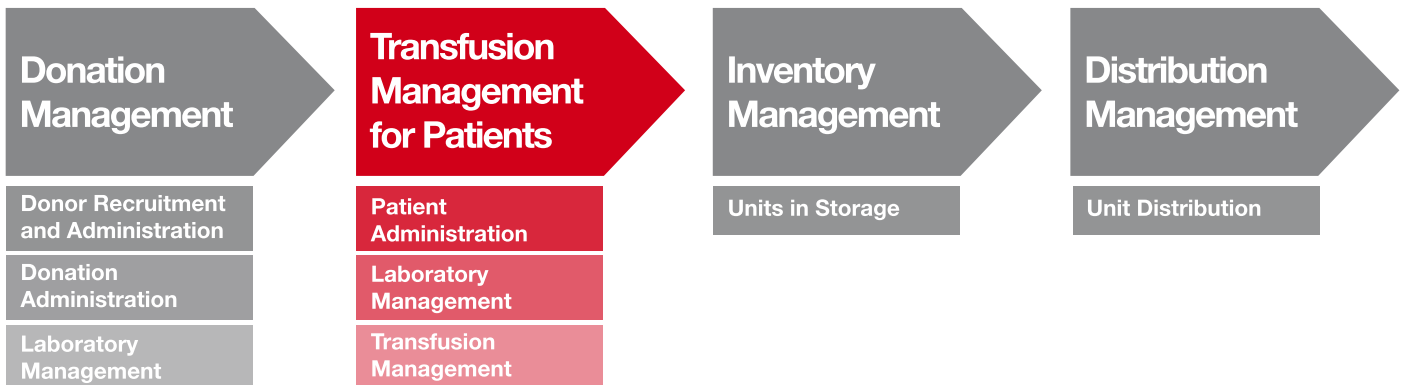 Donation
Management
Transfusion
Management
for Patients
Inventory
Management
Distribution
Management
Donor Recruitment
and Administration
Donation
Administration
Laboratory
Management
Patient
Administration
Laboratory
Management
Transfusion
Management
Units in Storage
Unit Distribution